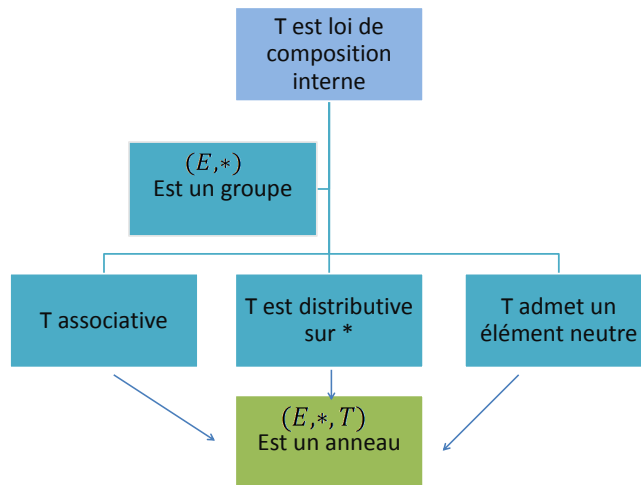 T est loi de
composition
interne
(E,*)
Est un groupe
T associative
T est distributive
sur *
T admet un
élément neutre
(E,*,T)
Est un anneau